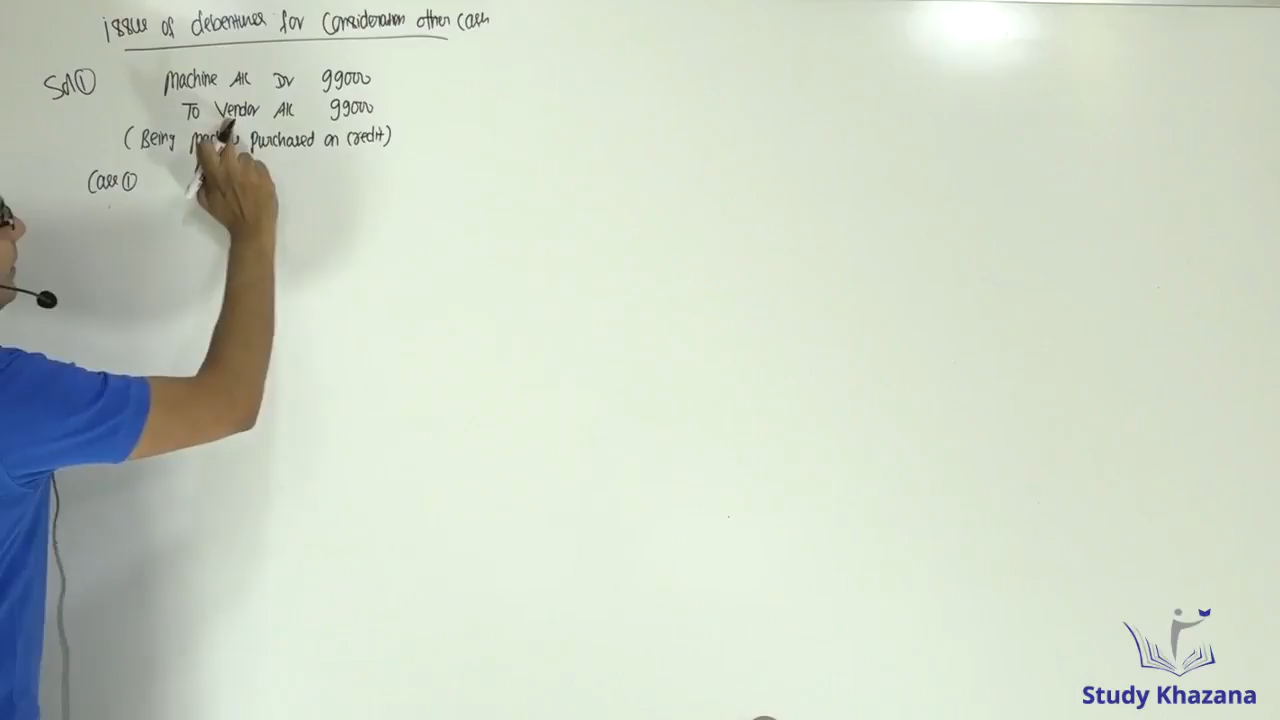 issue of debentures for Consideration other cash
Sol ①
Machine A/c Dr 99000
To Vendor A/c 99000
(Being purchased on credit)
Case ①
Study Khazana